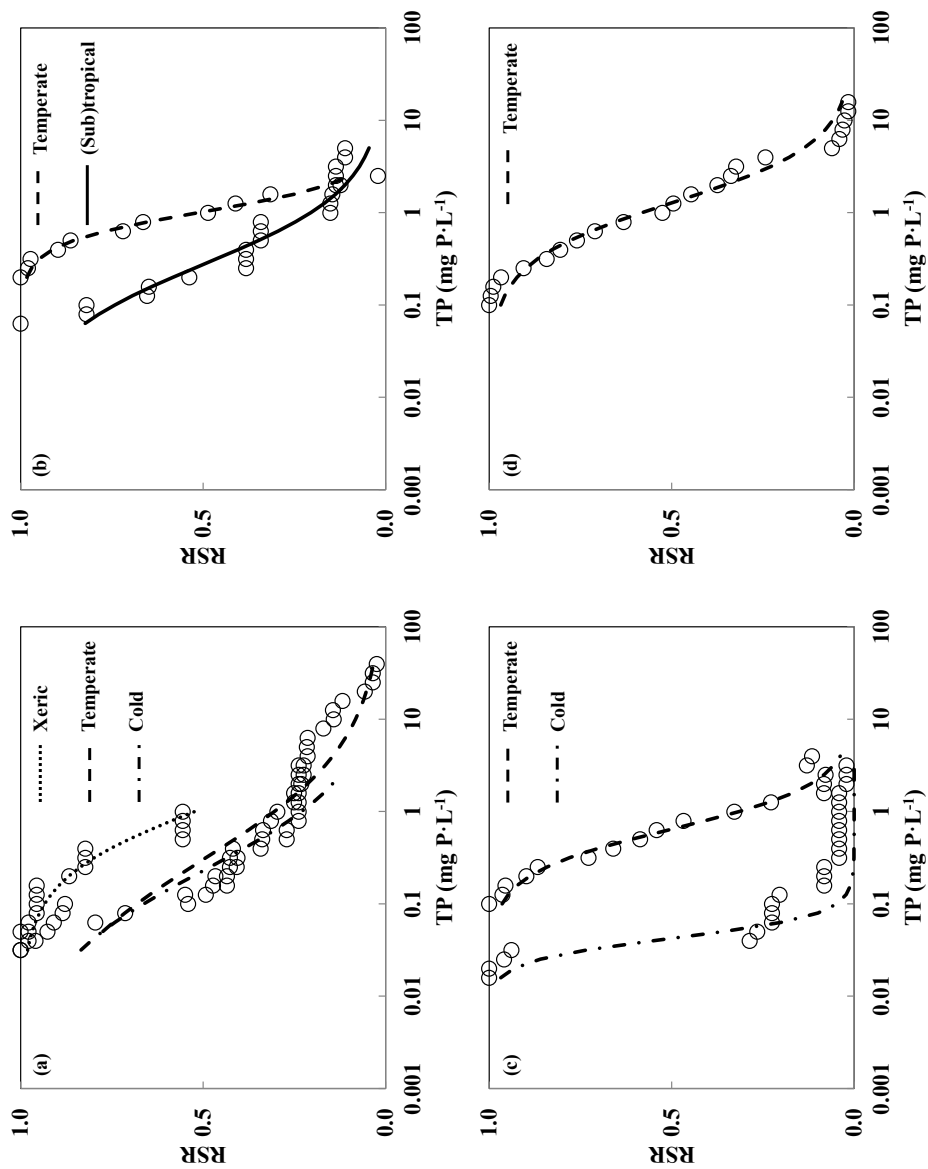 (a)
Xeric
Temperate
Cold
1.0
0.5
0.0
RSR
0.001
0.01
0.1
1
10
100
TP (mg P·L⁻¹)
(b)
Temperate
(Sub)tropical
1.0
0.5
0.0
RSR
0.001
0.01
0.1
1
10
100
TP (mg P·L⁻¹)
(c)
Temperate
Cold
1.0
0.5
0.0
RSR
0.001
0.01
0.1
1
10
100
TP (mg P·L⁻¹)
(d)
Temperate
1.0
0.5
0.0
RSR
0.001
0.01
0.1
1
10
100
TP (mg P·L⁻¹)